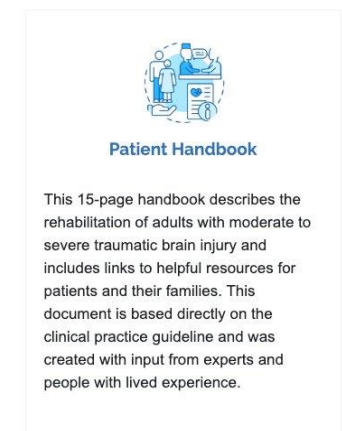 Patient Handbook
This 15-page handbook describes the
rehabilitation of adults with moderate to
severe traumatic brain injury and
includes links to helpful resources for
patients and their families. This
document is based directly on the
clinical practice guideline and was
created with input from experts and
people with lived experience.